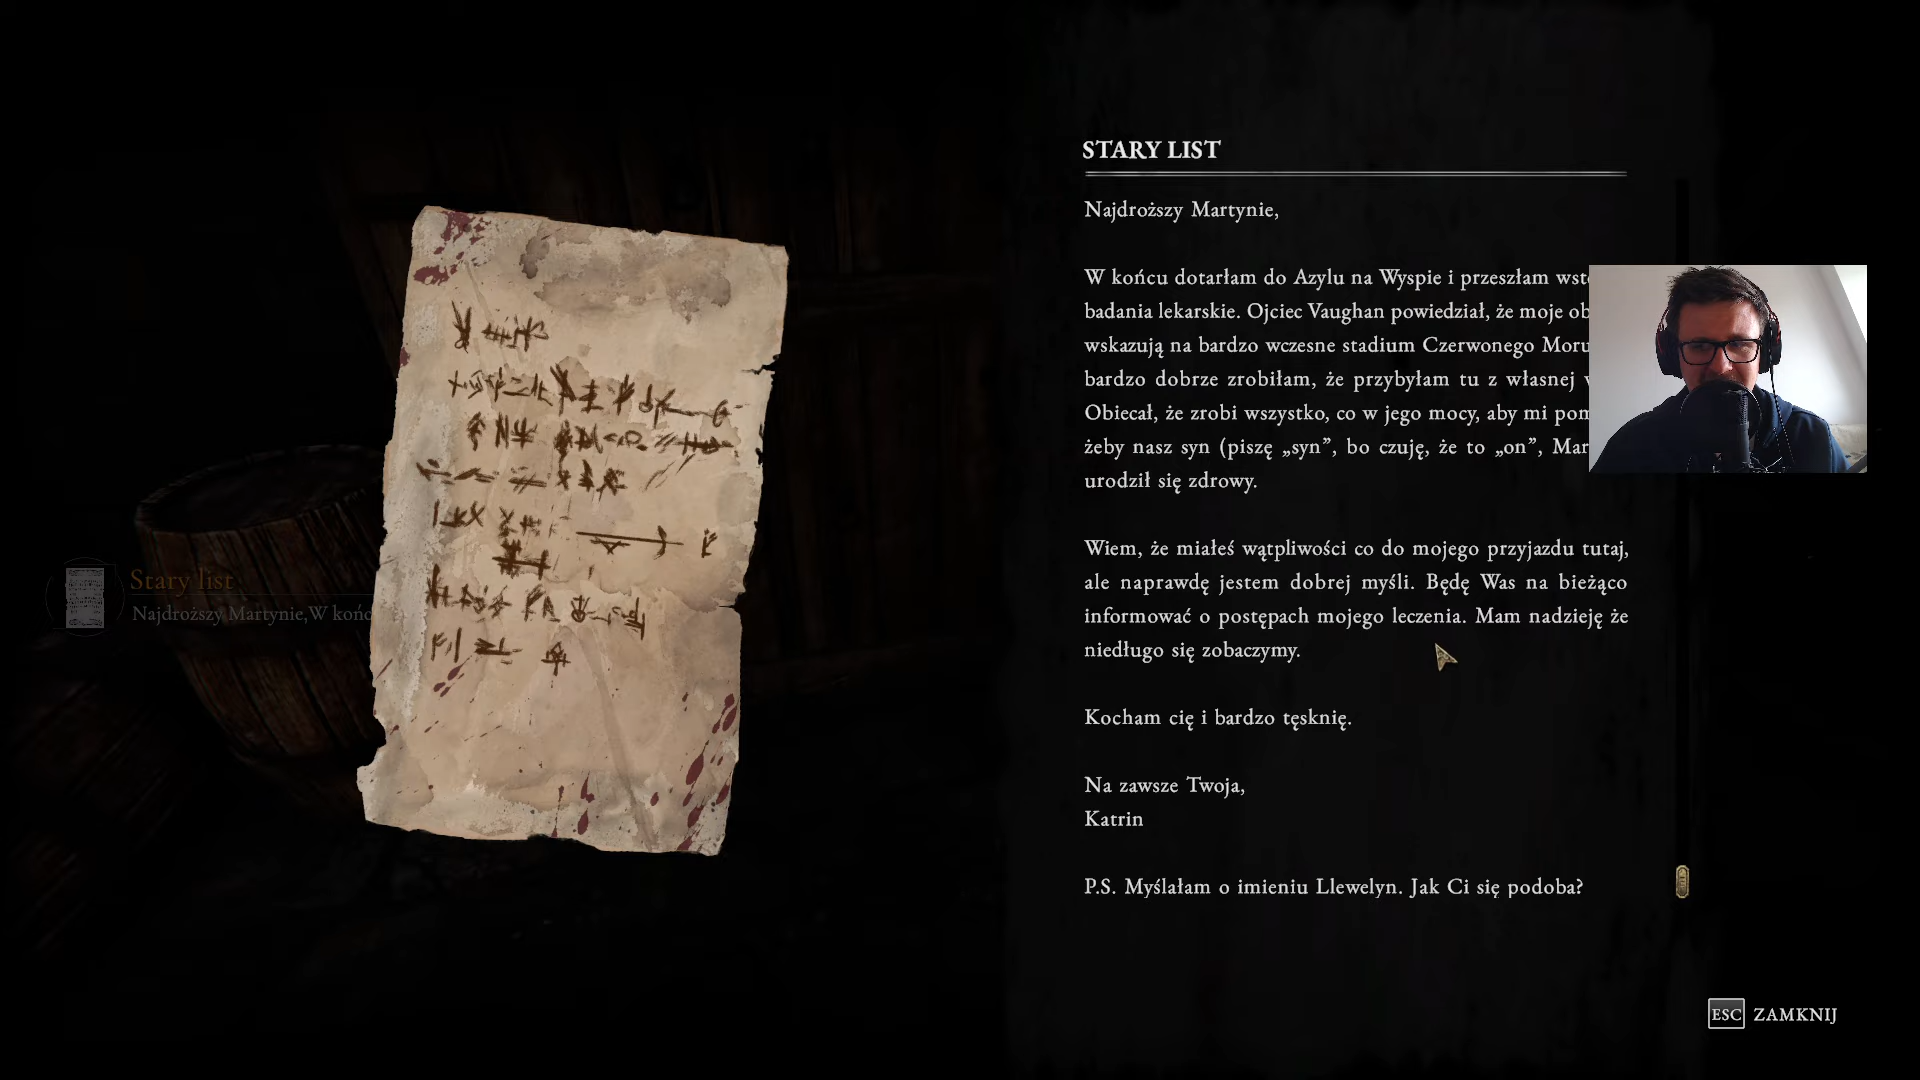 STARY LIST
Najdroższy Martynie,
W końcu dotarłam do Azylu na Wyspie i przeszłam
badania lekarskie. Ojciec Vaughan powiedział, że moje
wskazują na bardzo wczesne stadium Czerwonego
bardzo dobrze zrobiłam, że przybyłam tu z własnej
Obiecał, że zrobi wszystko, co w jego mocy, aby mi
żeby nasz syn (piszę „syn”, bo czuję, że to „on”,
urodził się zdrowy.
Wiem, że miałeś wątpliwości co do mojego przyjazdu tutaj,
ale naprawdę jestem dobrej myśli. Będę Was na bieżąco
informować o postępach mojego leczenia. Mam nadzieję że
niedługo się zobaczymy.
Kocham cię i bardzo tęsknię.
Na zawsze Twoja,
Katrin
P.S. Myślałam o imieniu Llewelyn. Jak Ci się podoba?
Stary list
Najdroższy Martynie,W końc
ESC ZAMKNIJ